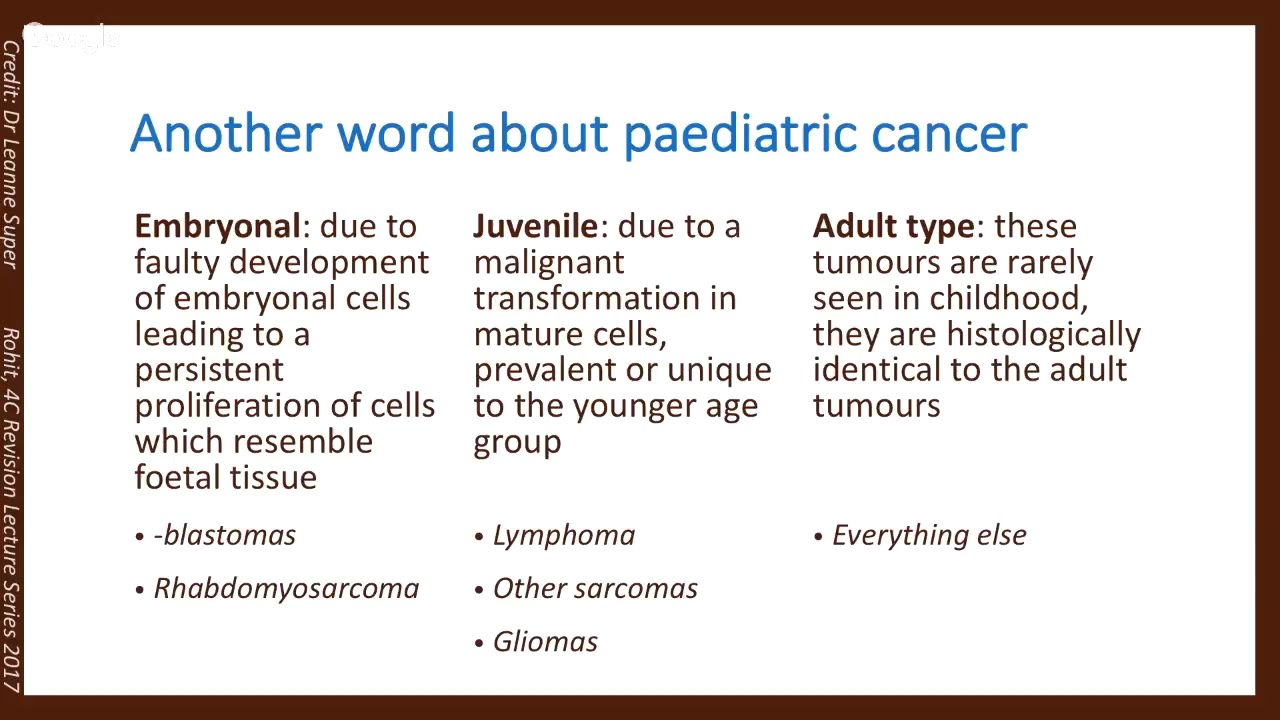 Google
Another word about paediatric cancer
Embryonal: due to
faulty development
of embryonal cells
leading to a
persistent
proliferation of cells
which resemble
foetal tissue
• -blastomas
• Rhabdomyosarcoma
Juvenile: due to a
malignant
transformation in
mature cells,
prevalent or unique
to the younger age
group
• Lymphoma
• Other sarcomas
• Gliomas
Adult type: these
tumours are rarely
seen in childhood,
they are histologically
identical to the adult
tumours
• Everything else
Credit: Dr Leanne Super
Rohit, 4C Revision Lecture Series 2017